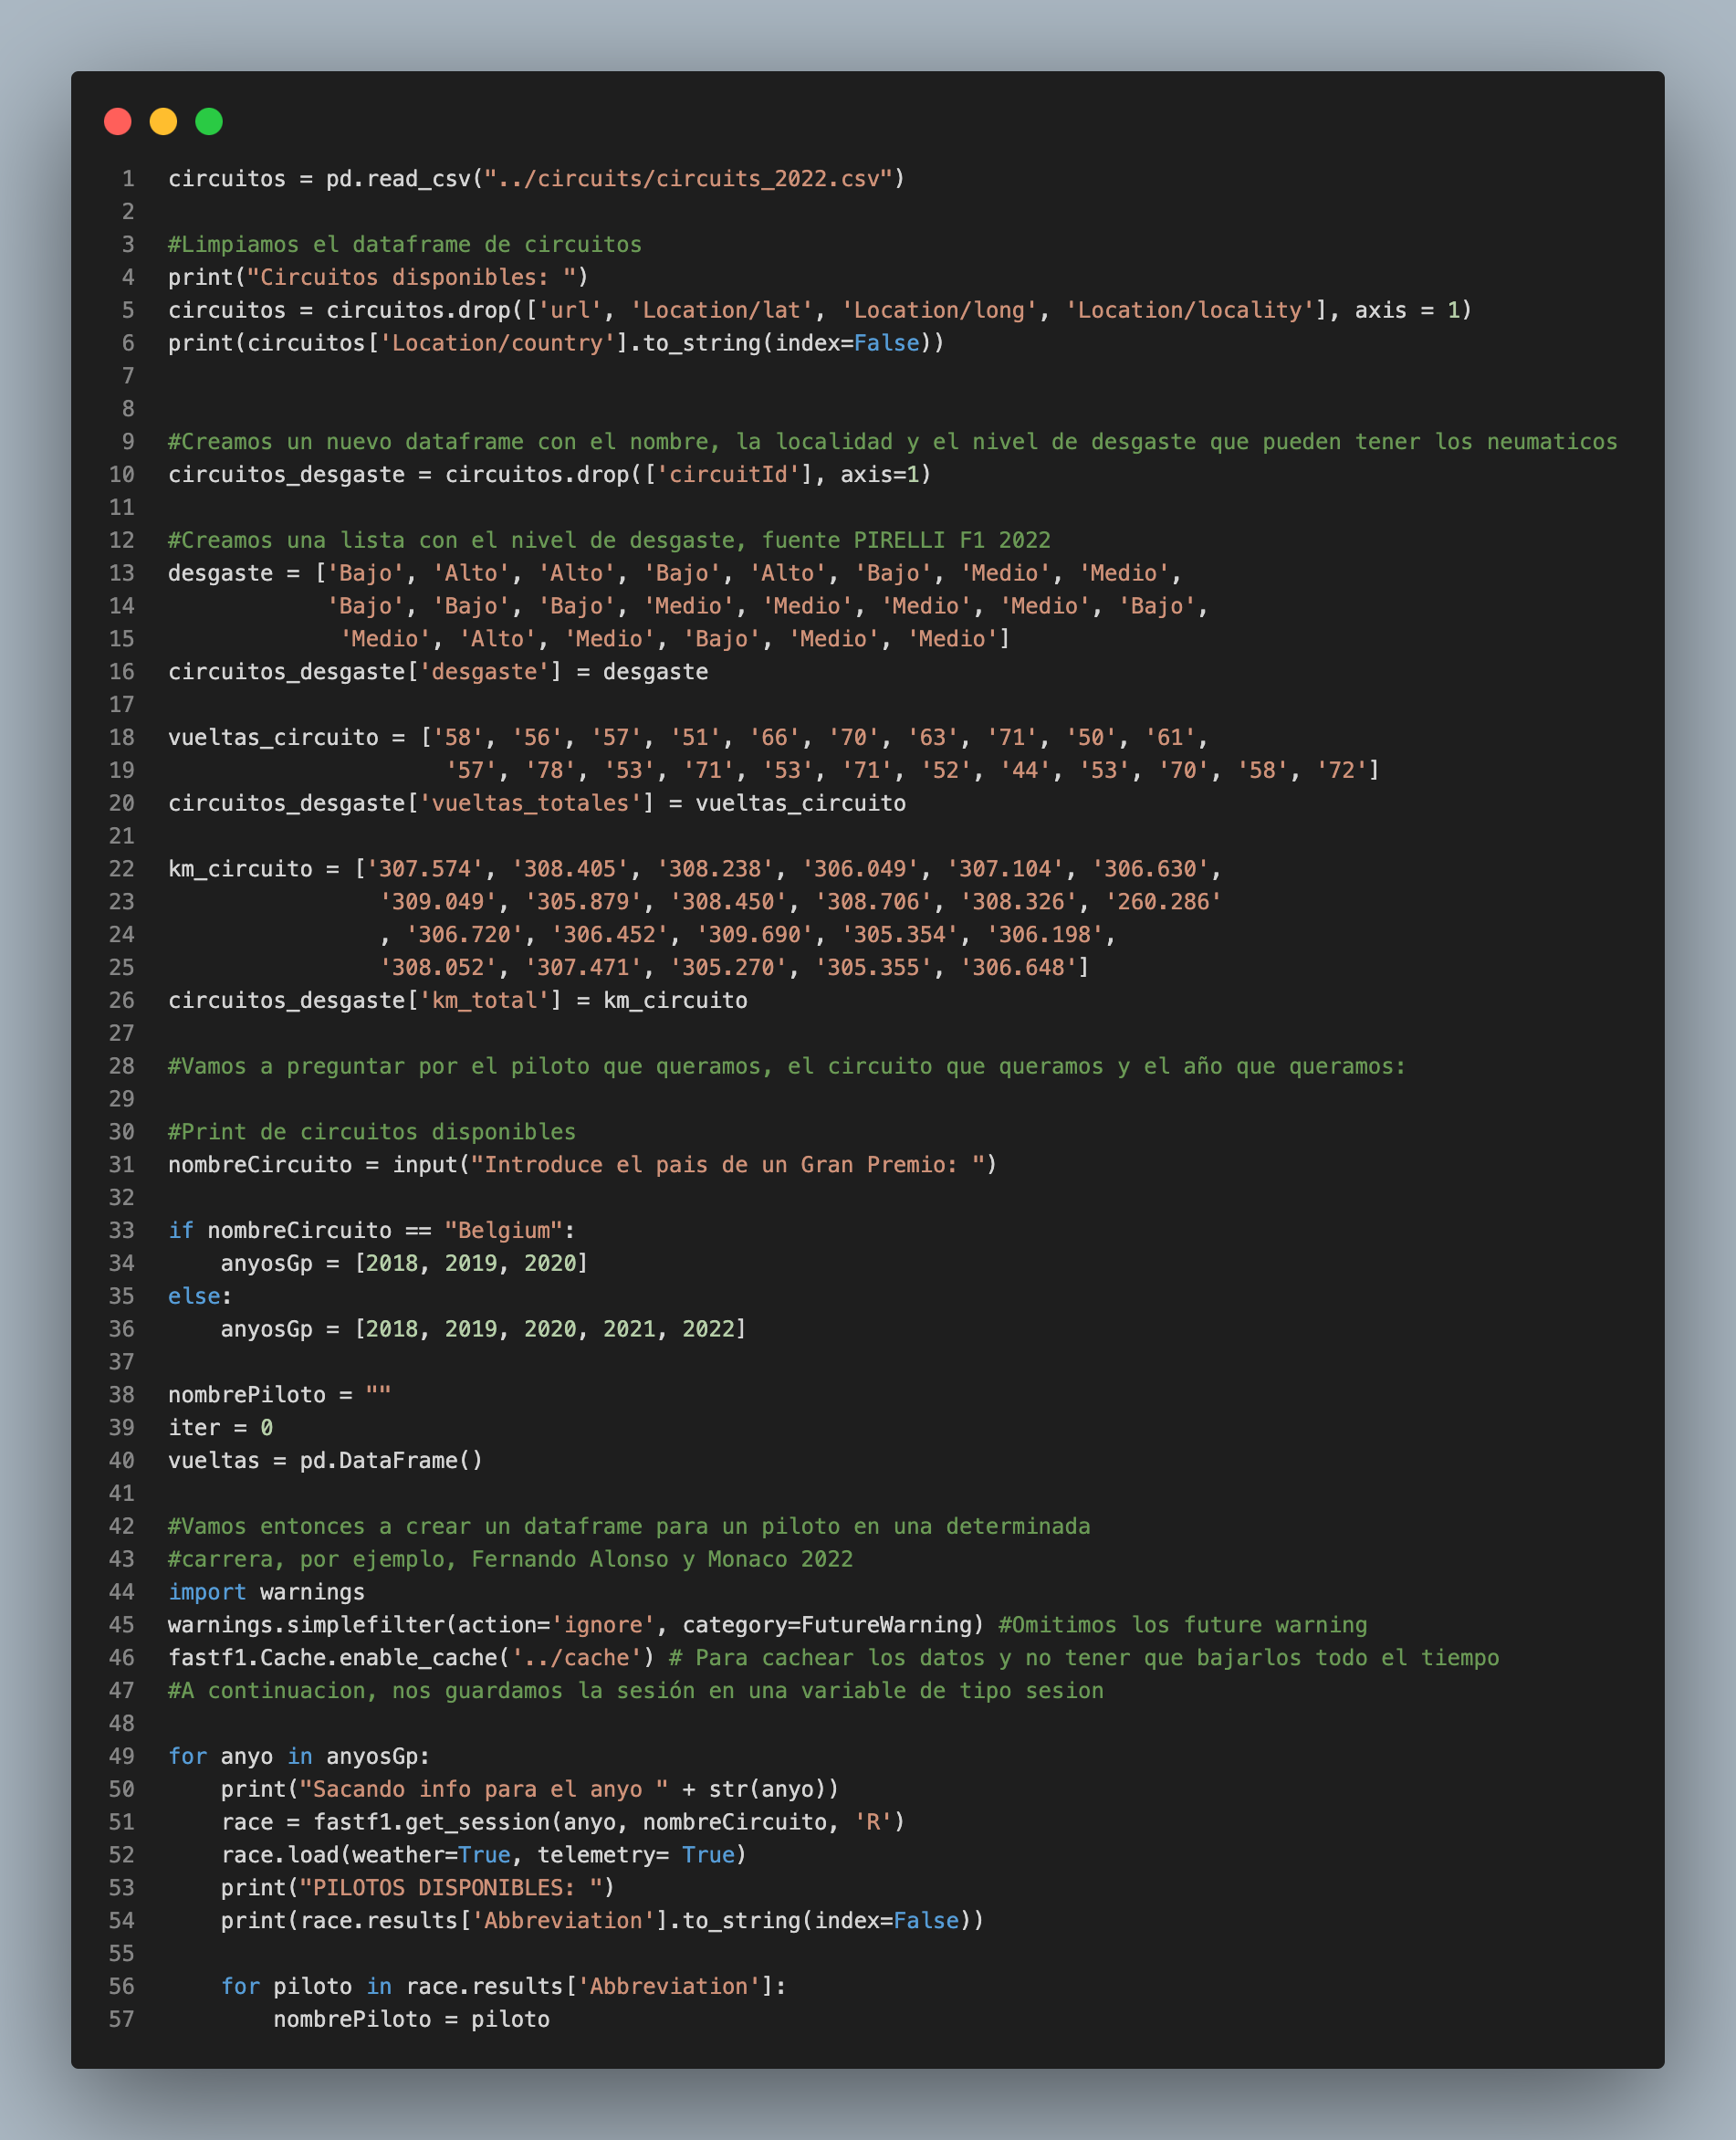 1 circuitos = pd.read_csv("../circuits/circuits_2022.csv")
2
3 #Limpiamos el dataframe de circuitos
4 print("Circuitos disponibles: ")
5 circuitos = circuitos.drop(['url', 'Location/lat', 'Location/long', 'Location/locality'], axis = 1)
6 print(circuitos['Location/country'].to_string(index=False))
7
8
9 #Creamos un nuevo dataframe con el nombre, la localidad y el nivel de desgaste que pueden tener los neumaticos
10 circuitos_desgaste = circuitos.drop(['circuitId'], axis=1)
11
12 #Creamos una lista con el nivel de desgaste, fuente PIRELLI F1 2022
13 desgaste = ['Bajo', 'Alto', 'Alto', 'Bajo', 'Alto', 'Bajo', 'Medio', 'Medio',
14             'Bajo', 'Bajo', 'Bajo', 'Medio', 'Medio', 'Medio', 'Medio', 'Bajo',
15              'Medio', 'Alto', 'Medio', 'Bajo', 'Medio', 'Medio']
16 circuitos_desgaste['desgaste'] = desgaste
17
18 vueltas_circuito = ['58', '56', '57', '51', '66', '70', '63', '71', '50', '61',
19                      '57', '78', '53', '71', '53', '71', '52', '44', '53', '70', '58', '72']
20 circuitos_desgaste['vueltas_totales'] = vueltas_circuito
21
22 km_circuito = ['307.574', '308.405', '308.238', '306.049', '307.104', '306.630',
23                 '309.049', '305.879', '308.450', '308.706', '308.326', '260.286'
24                 , '306.720', '306.452', '309.690', '305.354', '306.198',
25                 '308.052', '307.471', '305.270', '305.355', '306.648']
26 circuitos_desgaste['km_total'] = km_circuito
27
28 #Vamos a preguntar por el piloto que queramos, el circuito que queramos y el año que queramos:
29
30 #Print de circuitos disponibles
31 nombreCircuito = input("Introduce el pais de un Gran Premio: ")
32
33 if nombreCircuito == "Belgium":
34     anyosGp = [2018, 2019, 2020]
35 else:
36     anyosGp = [2018, 2019, 2020, 2021, 2022]
37
38 nombrePiloto = ""
39 iter = 0
40 vueltas = pd.DataFrame()
41
42 #Vamos entonces a crear un dataframe para un piloto en una determinada
43 #carrera, por ejemplo, Fernando Alonso y Monaco 2022
44 import warnings
45 warnings.simplefilter(action='ignore', category=FutureWarning) #Omitimos los future warning
46 fastf1.Cache.enable_cache('../cache') # Para cachear los datos y no tener que bajarlos todo el tiempo
47 #A continuacion, nos guardamos la sesión en una variable de tipo sesion
48
49 for anyo in anyosGp:
50     print("Sacando info para el anyo " + str(anyo))
51     race = fastf1.get_session(anyo, nombreCircuito, 'R')
52     race.load(weather=True, telemetry= True)
53     print("PILOTOS DISPONIBLES: ")
54     print(race.results['Abbreviation'].to_string(index=False))
55
56     for piloto in race.results['Abbreviation']:
57         nombrePiloto = piloto